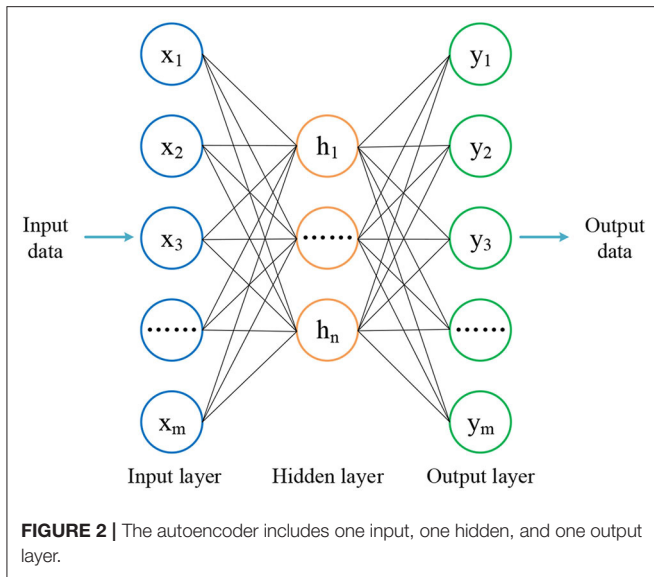 x1 y1
x2 h1 y2
Input data x3 ...... y3 Output data
...... hn ......
xm ym
Input layer Hidden layer Output layer
FIGURE 2 | The autoencoder includes one input, one hidden, and one output
layer.